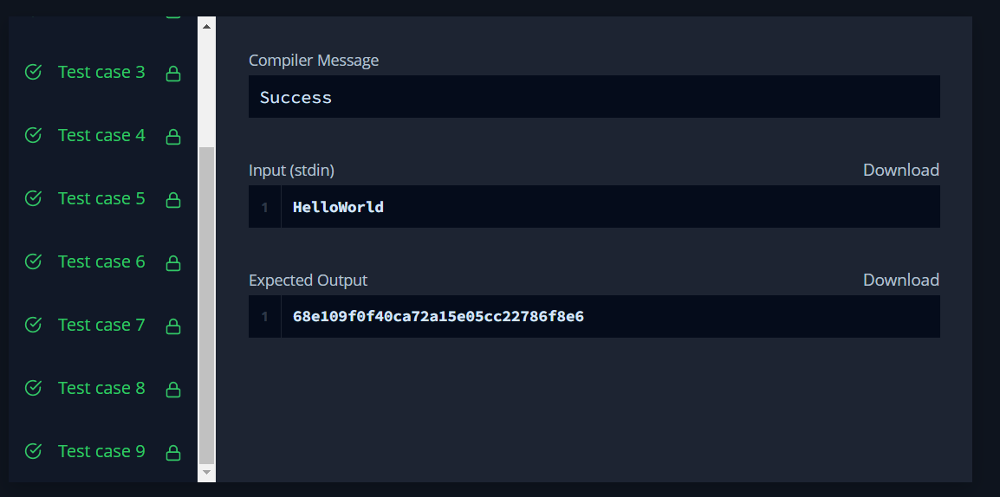 Test case 3
Test case 4
Test case 5
Test case 6
Test case 7
Test case 8
Test case 9
Compiler Message
Success
Input (stdin)
Download
1
HelloWorld
Expected Output
Download
1
68e109f0f40ca72a15e05cc22786f8e6